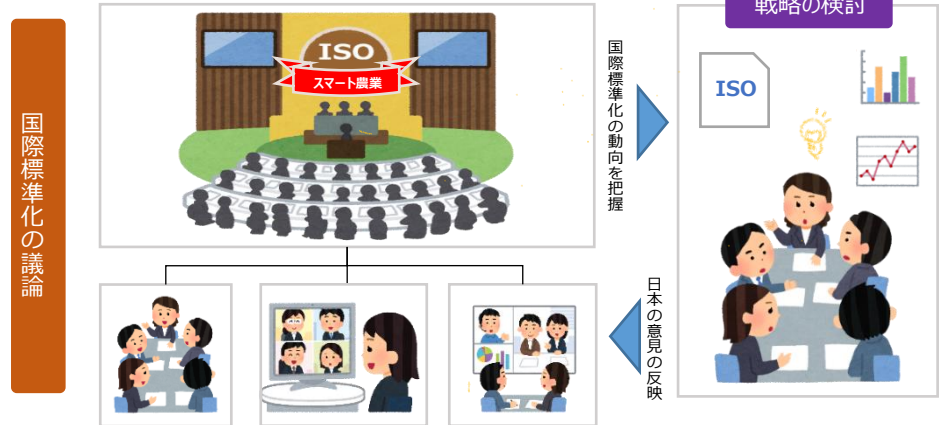 国際標準化の議論
ISO
スマート農業
国際標準化の動向を把握
日本の意見の反映
戦略の検討
ISO